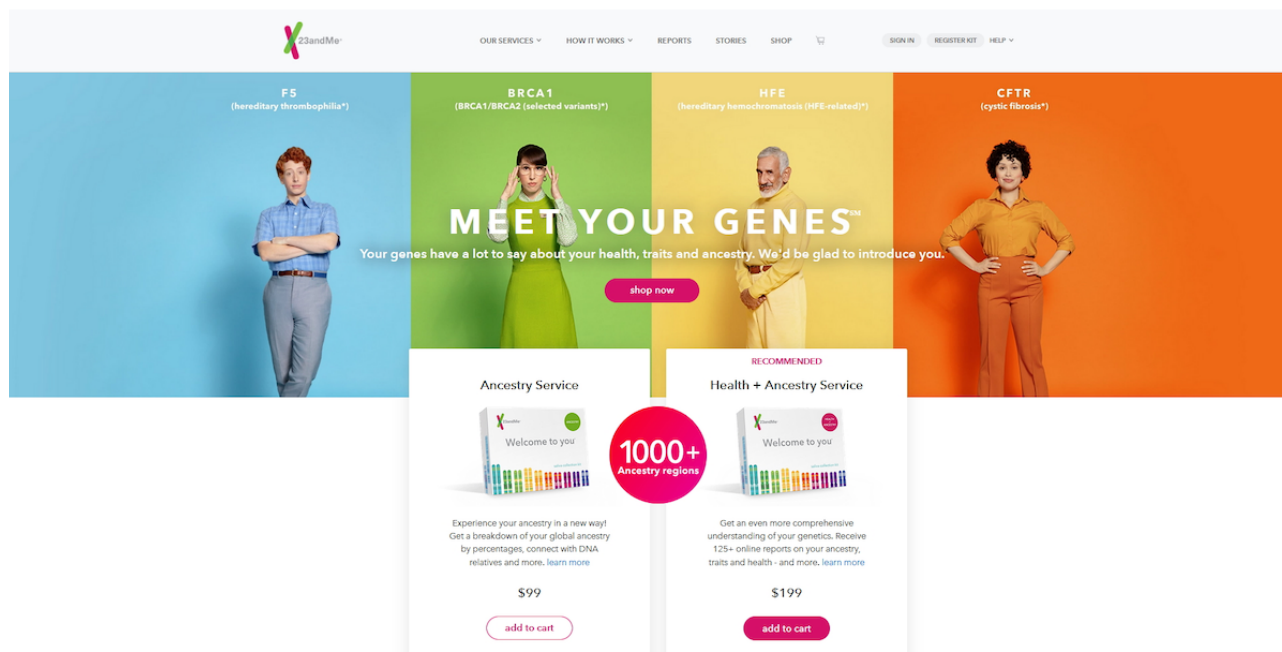 23andMe
OUR SERVICES HOW IT WORKS REPORTS STORIES SHOP SIGN IN REGISTER KIT HELP
F5
(hereditary thrombophilia*)
BRCA1
(BRCA1/BRCA2 (selected variants)*)
HFE
(hereditary hemochromatosis (HFE-related)*)
CFTR
(cystic fibrosis*)
MEET YOUR GENES℠
Your genes have a lot to say about your health, traits and ancestry. We'd be glad to introduce you.
shop now
Ancestry Service
23andMe
Welcome to you
Experience your ancestry in a new way!
Get a breakdown of your global ancestry
by percentages, connect with DNA
relatives and more. learn more
$99
add to cart
1000+
Ancestry regions
RECOMMENDED
Health + Ancestry Service
23andMe
Welcome to you
Get an even more comprehensive
understanding of your genetics. Receive
125+ online reports on your ancestry,
traits and health - and more. learn more
$199
add to cart